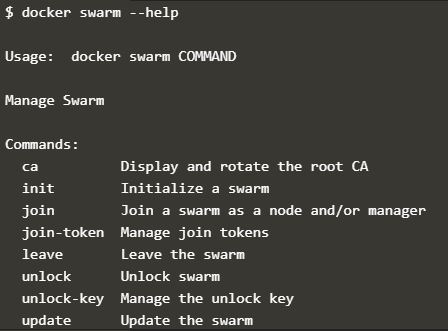 $ docker swarm --help
Usage:  docker swarm COMMAND
Manage Swarm
Commands:
  ca          Display and rotate the root CA
  init        Initialize a swarm
  join        Join a swarm as a node and/or manager
  join-token  Manage join tokens
  leave       Leave the swarm
  unlock      Unlock swarm
  unlock-key  Manage the unlock key
  update      Update the swarm